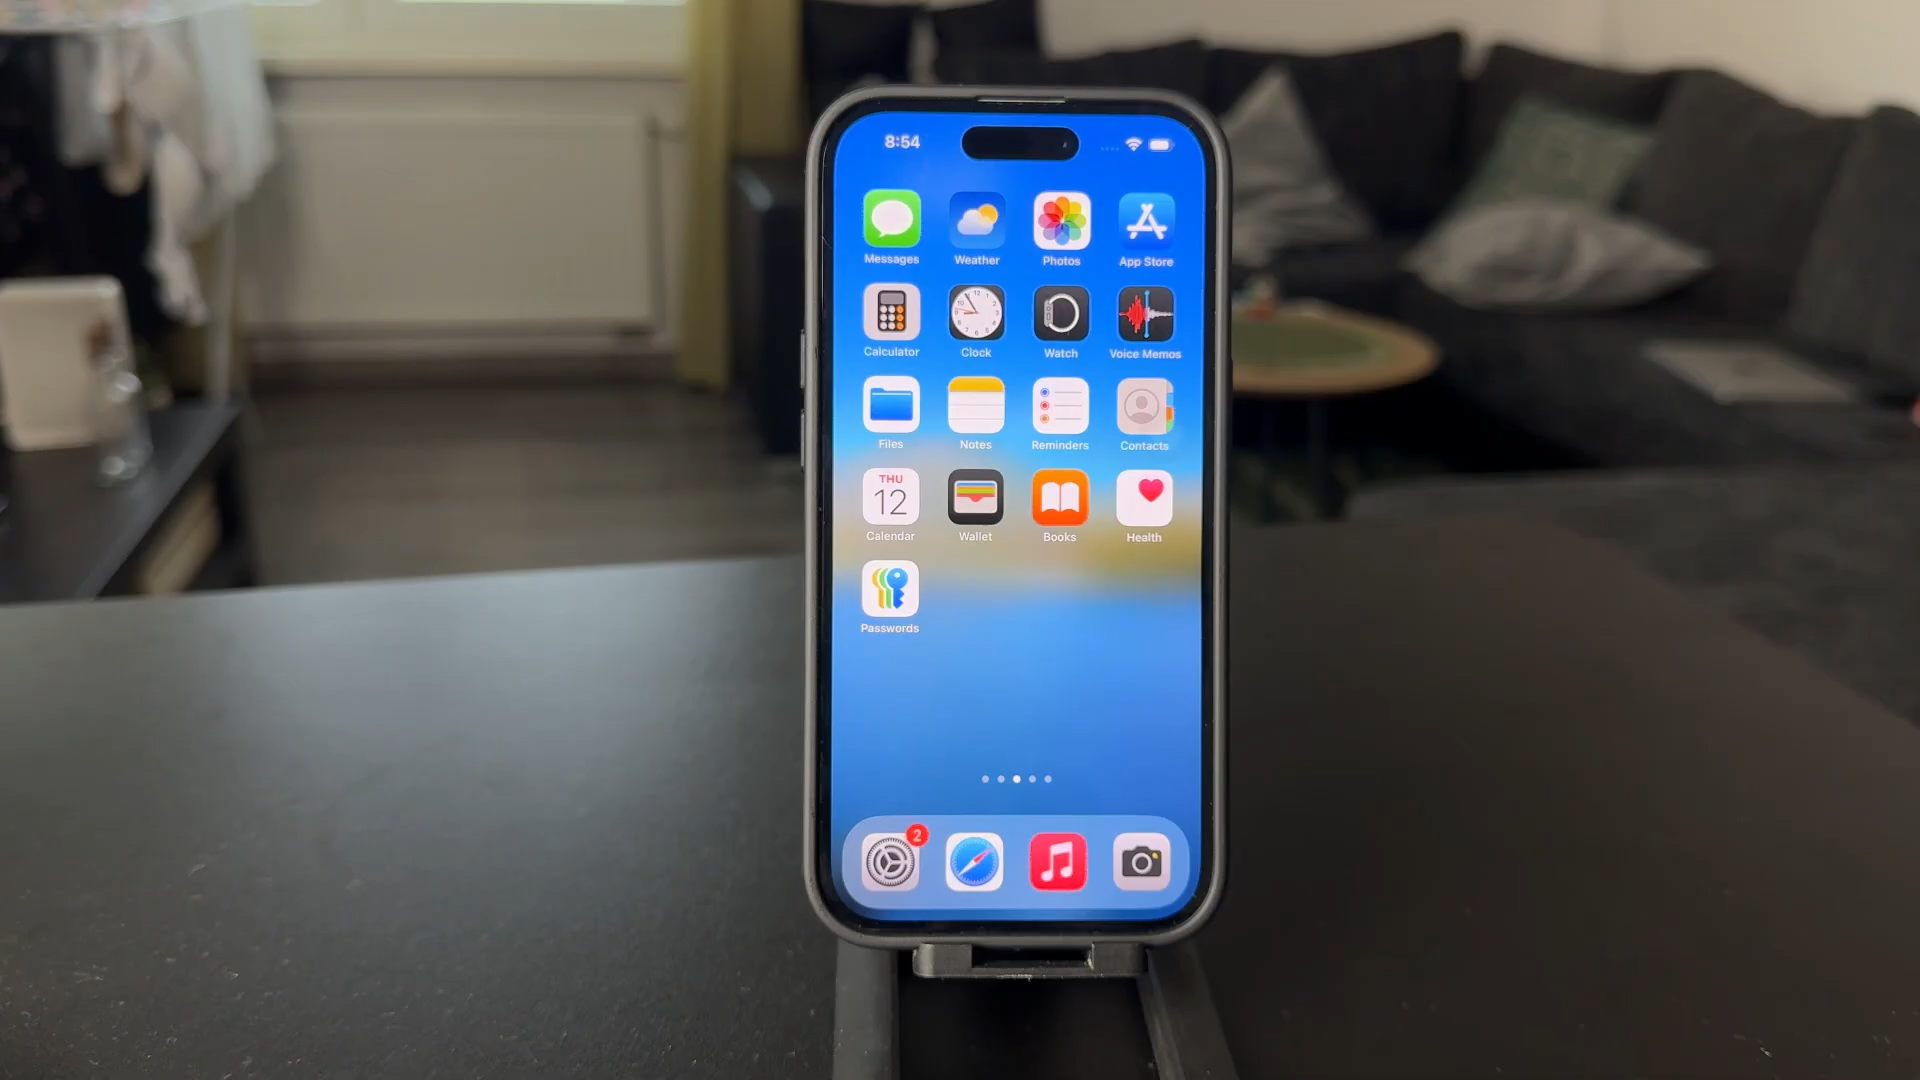 8:54
Messages Weather Photos App Store
Calculator Clock Watch Voice Memos
Files Notes Reminders Contacts
THU
12
Calendar Wallet Books Health
Passwords
2